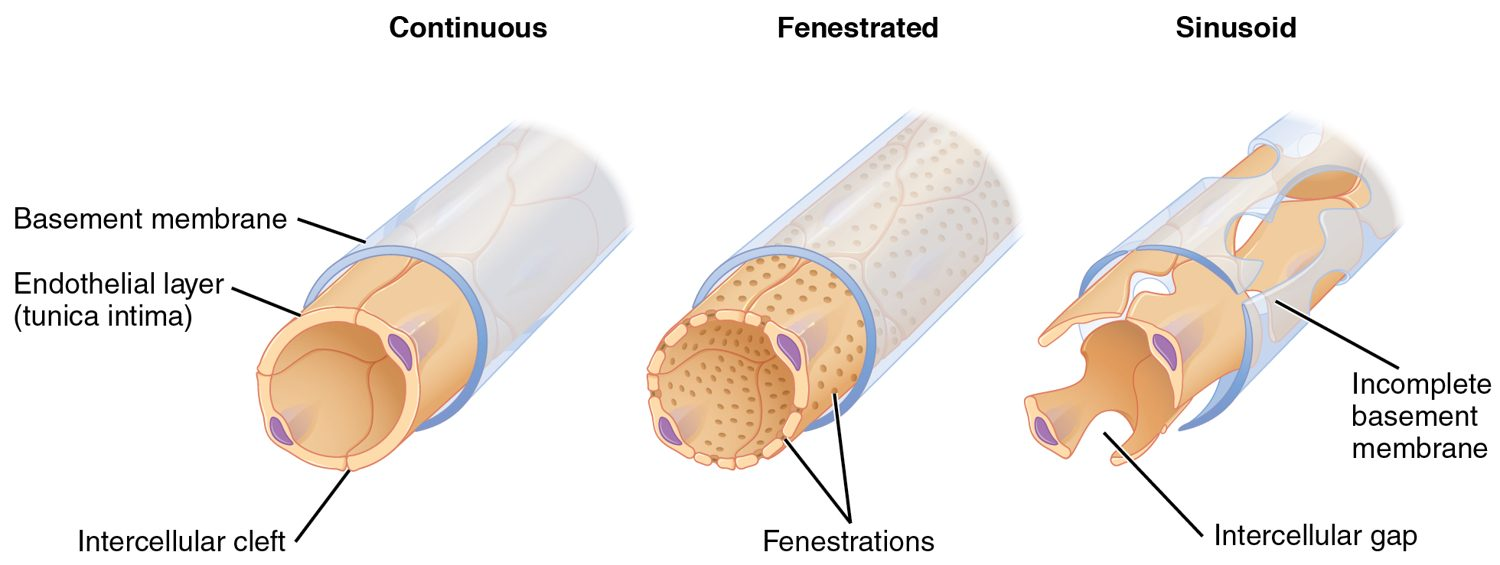 Continuous
Fenestrated
Sinusoid
Basement membrane
Endothelial layer
(tunica intima)
Intercellular cleft
Fenestrations
Incomplete
basement
membrane
Intercellular gap